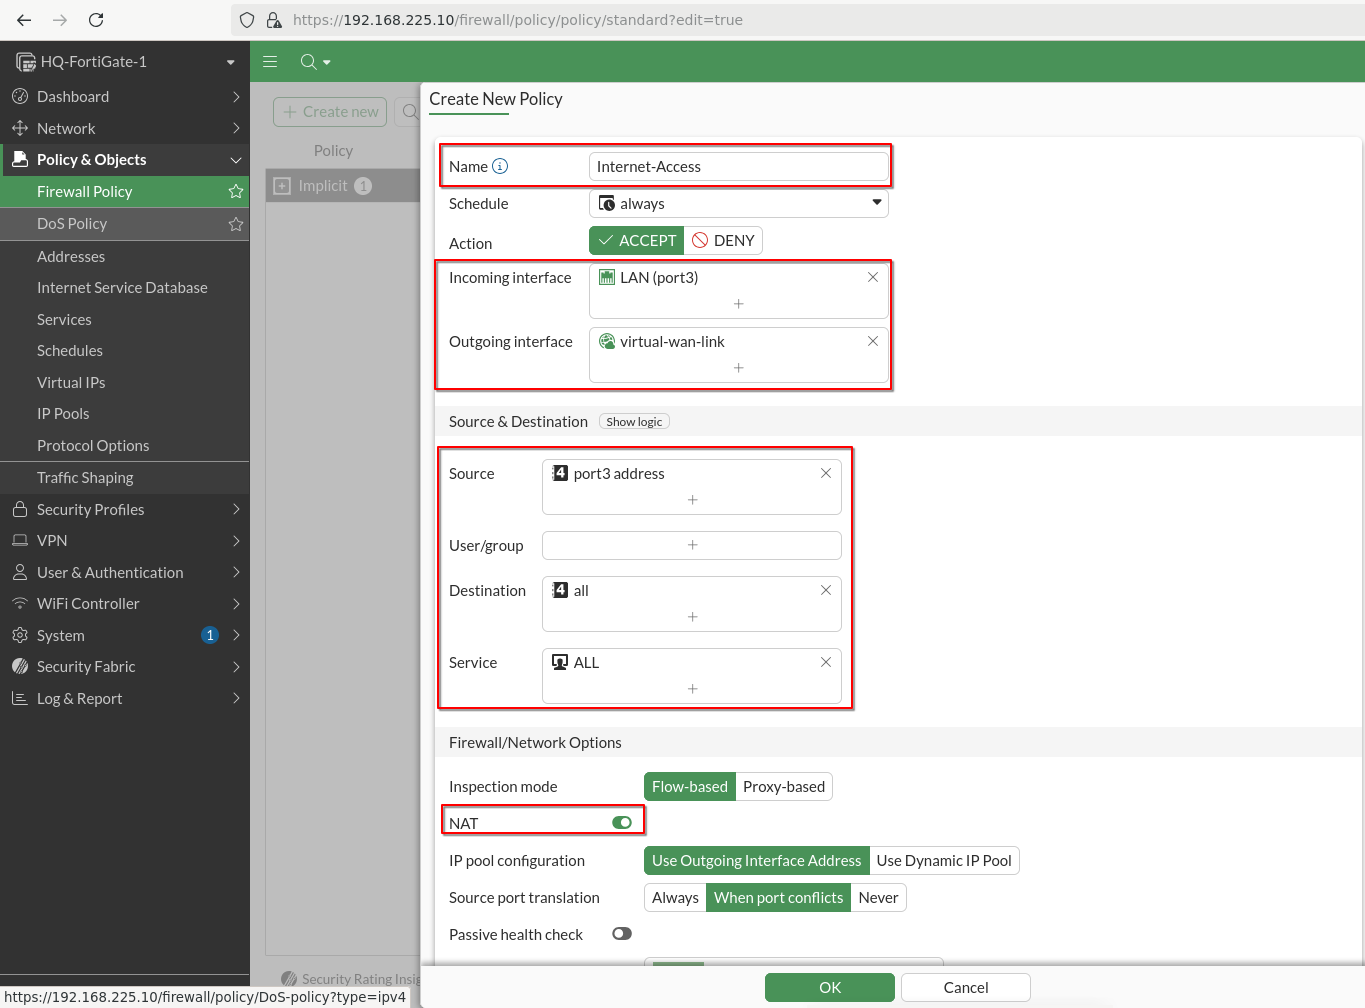 https://192.168.225.10/firewall/policy/policy/standard?edit=true
HQ-FortiGate-1
Dashboard
Network
Policy & Objects
Firewall Policy
DoS Policy
Addresses
Internet Service Database
Services
Schedules
Virtual IPs
IP Pools
Protocol Options
Traffic Shaping
Security Profiles
VPN
User & Authentication
WiFi Controller
System 1
Security Fabric
Log & Report
https://192.168.225.10/firewall/policy/DoS-policy?type=ipv4
Create new
Policy
Implicit 1
Security Rating Insig
Create New Policy
Name Internet-Access
Schedule always
Action ACCEPT DENY
Incoming interface LAN (port3)
Outgoing interface virtual-wan-link
Source & Destination Show logic
Source 4 port3 address
User/group
Destination 4 all
Service ALL
Firewall/Network Options
Inspection mode Flow-based Proxy-based
NAT
IP pool configuration Use Outgoing Interface Address Use Dynamic IP Pool
Source port translation Always When port conflicts Never
Passive health check
OK Cancel